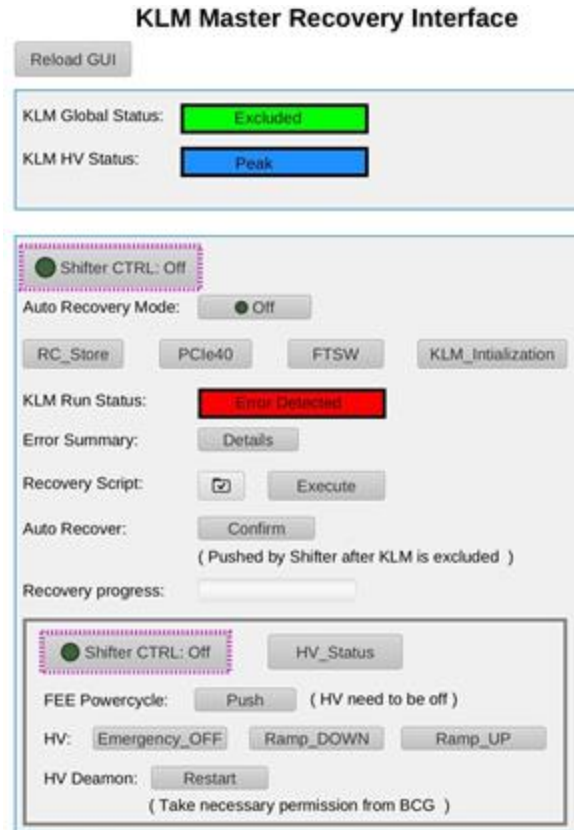 KLM Master Recovery Interface
Reload GUI
KLM Global Status: Excluded
KLM HV Status: Peak
Shifter CTRL: Off
Auto Recovery Mode: Off
RC_Store PCIe40 FTSW KLM_Intialization
KLM Run Status: Error Detected
Error Summary: Details
Recovery Script: Execute
Auto Recover: Confirm
( Pushed by Shifter after KLM is excluded )
Recovery progress:
Shifter CTRL: Off HV_Status
FEE Powercycle: Push ( HV need to be off )
HV: Emergency_OFF Ramp_DOWN Ramp_UP
HV Deamon: Restart
( Take necessary permission from BCG )